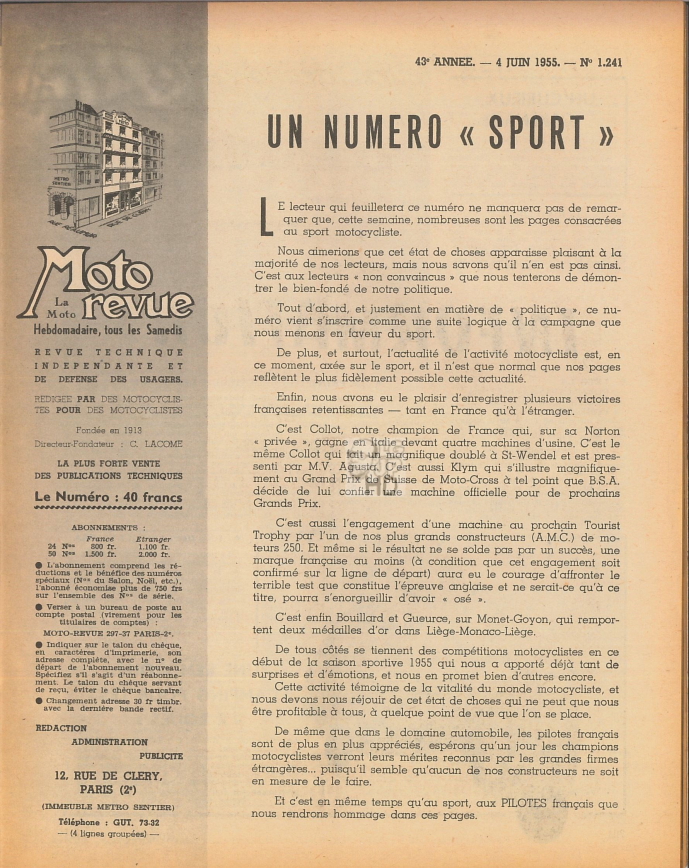 43e ANNEE. — 4 JUIN 1955. — No 1.241
UN NUMERO « SPORT »
METRO
SENTIER
RUE DE CLERY
Moto
La
Moto
revue
Hebdomadaire, tous les Samedis
REVUE TECHNIQUE
INDEPENDANTE ET
DE DEFENSE DES USAGERS.
REDIGEE PAR DES MOTOCYCLIS-
TES POUR DES MOTOCYCLISTES
Fondée en 1913
Directeur-Fondateur : C. LACOME
LA PLUS FORTE VENTE
DES PUBLICATIONS TECHNIQUES
Le Numéro : 40 francs
ABONNEMENTS :
France Etranger
24 Nos 800 fr. 1.100 fr.
50 Nos 1.500 fr. 2.000 fr.
● L'abonnement comprend les ré-
ductions et le bénéfice des numéros
spéciaux (Nos du Salon, Noël, etc.),
l'abonné économise plus de 750 frs
sur l'ensemble des Nos de série.
● Verser à un bureau de poste au
compte postal (virement pour les
titulaires de comptes) :
MOTO-REVUE 297-37 PARIS-2e.
● Indiquer sur le talon du chèque,
en caractères d'imprimerie, son
adresse complète, avec le no de
départ de l'abonnement nouveau.
Spécifiez s'il s'agit d'un réabonne-
ment. Le talon du chèque servant
de reçu, éviter le chèque bancaire.
● Changement adresse 30 fr timbr.
avec la dernière bande rectif.
REDACTION
ADMINISTRATION
PUBLICITE
12, RUE DE CLERY,
PARIS (2e)
(IMMEUBLE METRO SENTIER)
Téléphone : GUT. 73-32
— (4 lignes groupées) —
LE lecteur qui feuilletera ce numéro ne manquera pas de remar-
quer que, cette semaine, nombreuses sont les pages consacrées
au sport motocycliste.
Nous aimerions que cet état de choses apparaisse plaisant à la
majorité de nos lecteurs, mais nous savons qu'il n'en est pas ainsi.
C'est aux lecteurs « non convaincus » que nous tenterons de démon-
trer le bien-fondé de notre politique.
Tout d'abord, et justement en matière de « politique », ce nu-
méro vient s'inscrire comme une suite logique à la campagne que
nous menons en faveur du sport.
De plus, et surtout, l'actualité de l'activité motocycliste est, en
ce moment, axée sur le sport, et il n'est que normal que nos pages
reflètent le plus fidèlement possible cette actualité.
Enfin, nous avons eu le plaisir d'enregistrer plusieurs victoires
françaises retentissantes — tant en France qu'à l'étranger.
C'est Collot, notre champion de France qui, sur sa Norton
« privée », gagne en Italie devant quatre machines d'usine. C'est le
même Collot qui fait un magnifique doublé à St-Wendel et est pres-
senti par M.V. Agusta. C'est aussi Klym qui s'illustre magnifique-
ment au Grand Prix de Suisse de Moto-Cross à tel point que B.S.A.
décide de lui confier une machine officielle pour de prochains
Grands Prix.
C'est aussi l'engagement d'une machine au prochain Tourist
Trophy par l'un de nos plus grands constructeurs (A.M.C.) de mo-
teurs 250. Et même si le résultat ne se solde pas par un succès, une
marque française au moins (à condition que cet engagement soit
confirmé sur la ligne de départ) aura eu le courage d'affronter le
terrible test que constitue l'épreuve anglaise et ne serait-ce qu'à ce
titre, pourra s'enorgueillir d'avoir « osé ».
C'est enfin Bouillard et Gueurce, sur Monet-Goyon, qui rempor-
tent deux médailles d'or dans Liège-Monaco-Liège.
De tous côtés se tiennent des compétitions motocyclistes en ce
début de la saison sportive 1955 qui nous a apporté déjà tant de
surprises et d'émotions, et nous en promet bien d'autres encore.
Cette activité témoigne de la vitalité du monde motocycliste, et
nous devons nous réjouir de cet état de choses qui ne peut que nous
être profitable à tous, à quelque point de vue que l'on se place.
De même que dans le domaine automobile, les pilotes français
sont de plus en plus appréciés, espérons qu'un jour les champions
motocyclistes verront leurs mérites reconnus par les grandes firmes
étrangères... puisqu'il semble qu'aucun de nos constructeurs ne soit
en mesure de le faire.
Et c'est en même temps qu'au sport, aux PILOTES français que
nous rendrons hommage dans ces pages.
HD